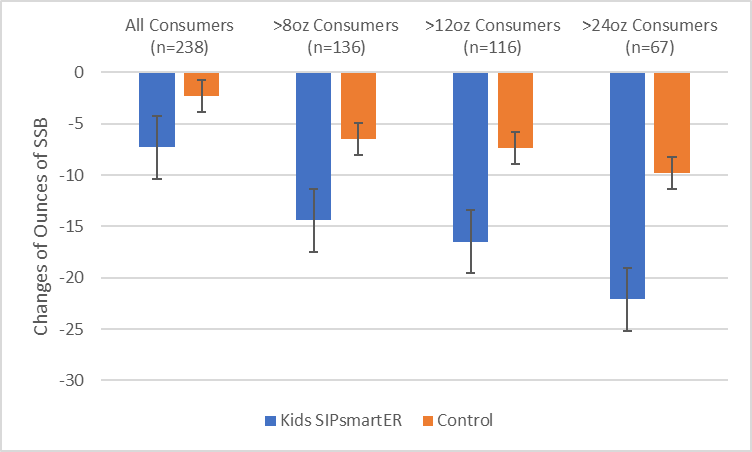 All Consumers
(n=238)
>8oz Consumers
(n=136)
>12oz Consumers
(n=116)
>24oz Consumers
(n=67)
Changes of Ounces of SSB
0
-5
-10
-15
-20
-25
-30
Kids SIPsmartER
Control